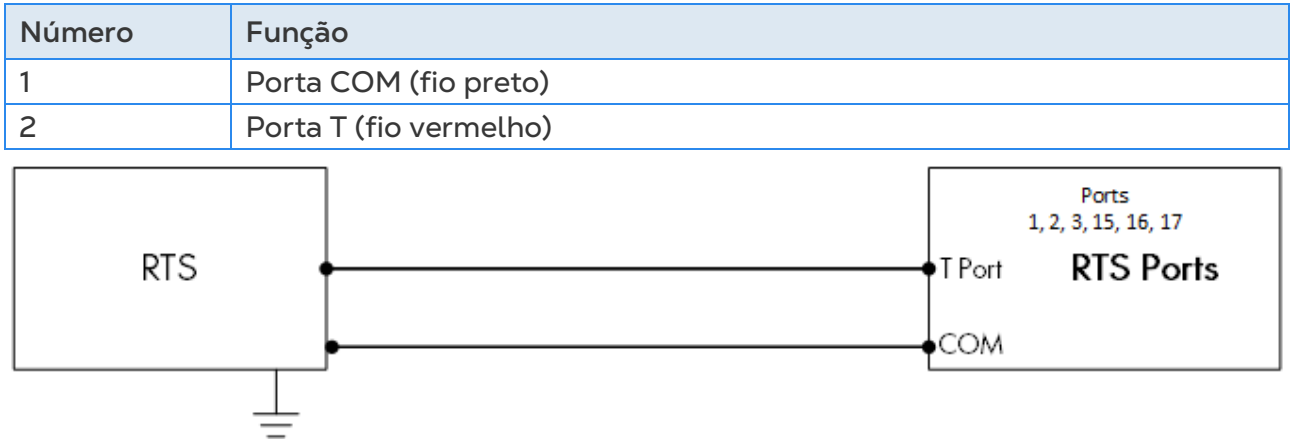 Número Função
1 Porta COM (fio preto)
2 Porta T (fio vermelho)
Ports
1, 2, 3, 15, 16, 17
RTS T Port RTS Ports
COM